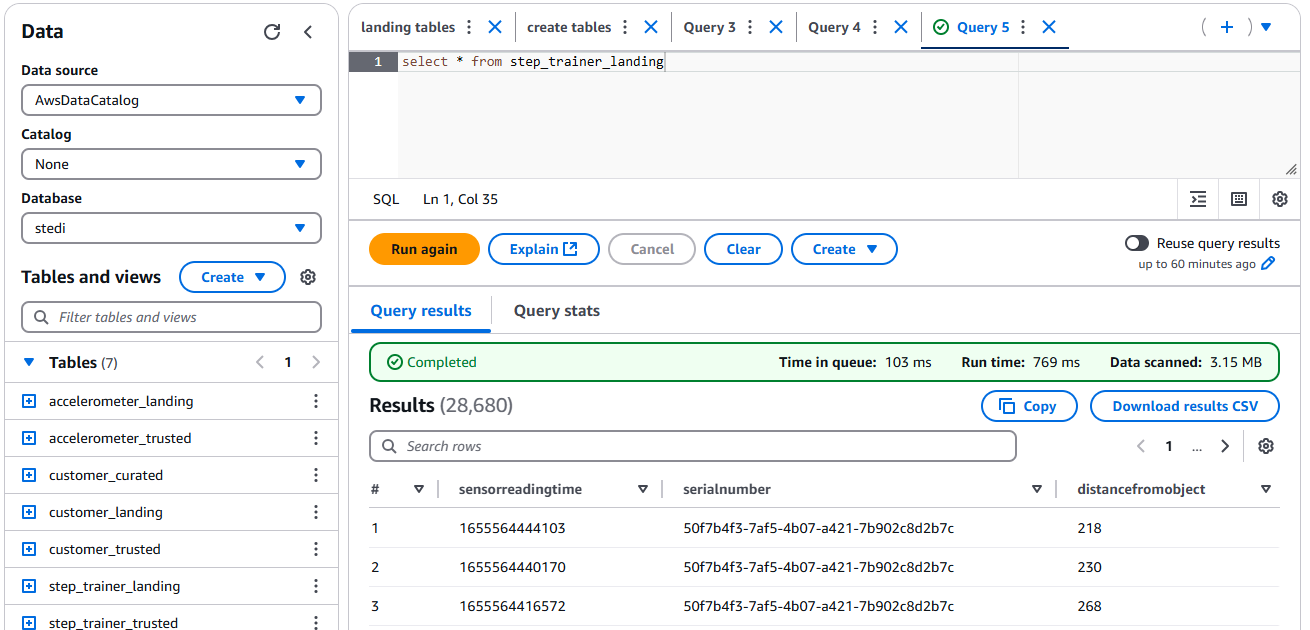 Data
Data source
AwsDataCatalog
Catalog
None
Database
stedi
Tables and views
Create
Filter tables and views
Tables (7)
1
accelerometer_landing
accelerometer_trusted
customer_curated
customer_landing
customer_trusted
step_trainer_landing
step_trainer_trusted
landing tables
create tables
Query 3
Query 4
Query 5
1 select * from step_trainer_landing
SQL Ln 1, Col 35
Run again
Explain
Cancel
Clear
Create
Reuse query results
up to 60 minutes ago
Query results
Query stats
Completed
Time in queue: 103 ms
Run time: 769 ms
Data scanned: 3.15 MB
Results (28,680)
Copy
Download results CSV
Search rows
1 ...
# sensorreadingtime serialnumber distancefromobject
1 1655564444103 50f7b4f3-7af5-4b07-a421-7b902c8d2b7c 218
2 1655564440170 50f7b4f3-7af5-4b07-a421-7b902c8d2b7c 230
3 1655564416572 50f7b4f3-7af5-4b07-a421-7b902c8d2b7c 268